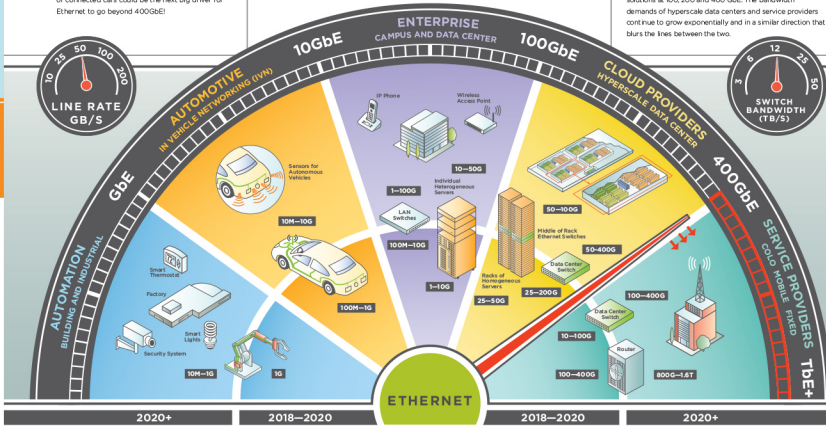 of connected cars could be the next big driver for
Ethernet to go beyond 400GbE!
solutions at 100, 200 and 400 GbE. The bandwidth
demands of hyperscale data centers and service providers
continue to grow exponentially and in a similar direction that
blurs the lines between the two.
10 25 50 100 200
LINE RATE
GB/S
3 6 12 25 50
SWITCH
BANDWIDTH
(TB/S)
GbE
10GbE
100GbE
400GbE
TbE+
AUTOMATION
BUILDING AND INDUSTRIAL
AUTOMOTIVE
IN VEHICLE NETWORKING (IVN)
ENTERPRISE
CAMPUS AND DATA CENTER
CLOUD PROVIDERS
HYPERSCALE DATA CENTER
SERVICE PROVIDERS
MOBILE FIXED
Smart
Thermostat
Factory
Smart
Lights
Security System
10M—1G
1G
Sensors for
Autonomous
Vehicles
10M—10G
100M—1G
IP Phone
Wireless
Access Point
10—50G
1—100G
Individual
Heterogeneous
Servers
LAN
Switches
100M—10G
1—10G
50—100G
Middle of Rack
Ethernet Switches
50-400G
Data Center
Switch
Racks of
Homogeneous
Servers
25—200G
25—50G
100—400G
Data Center
Switch
10—100G
Router
100—400G
800G—1.6T
ETHERNET
2020+
2018—2020
2018—2020
2020+